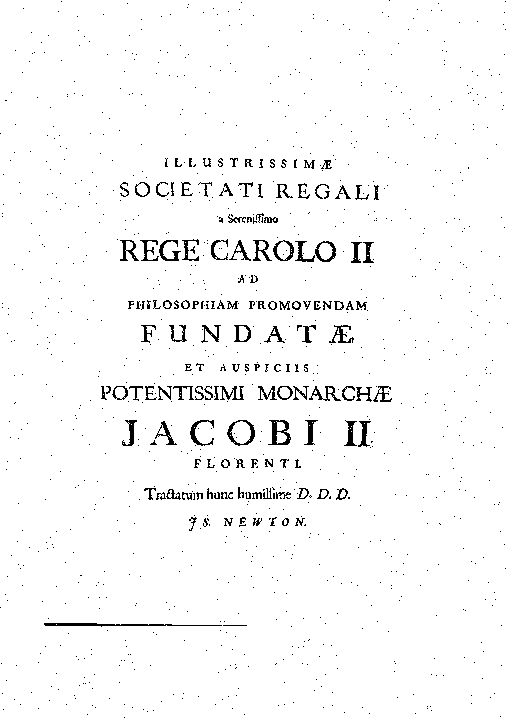 ILLUSTRISSIMÆ
SOCIETATI REGALI
a Serenissimo
REGE CAROLO II
AD
PHILOSOPHIAM PROMOVENDAM
FUNDATÆ,
ET AUSPICIIS
POTENTISSIMI MONARCHÆ
JACOBI II
FLORENTI.
Tractatum hunc humillime D. D. D.
JS. NEWTON.